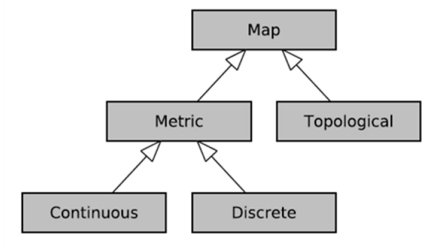 Map
Metric
Topological
Continuous
Discrete